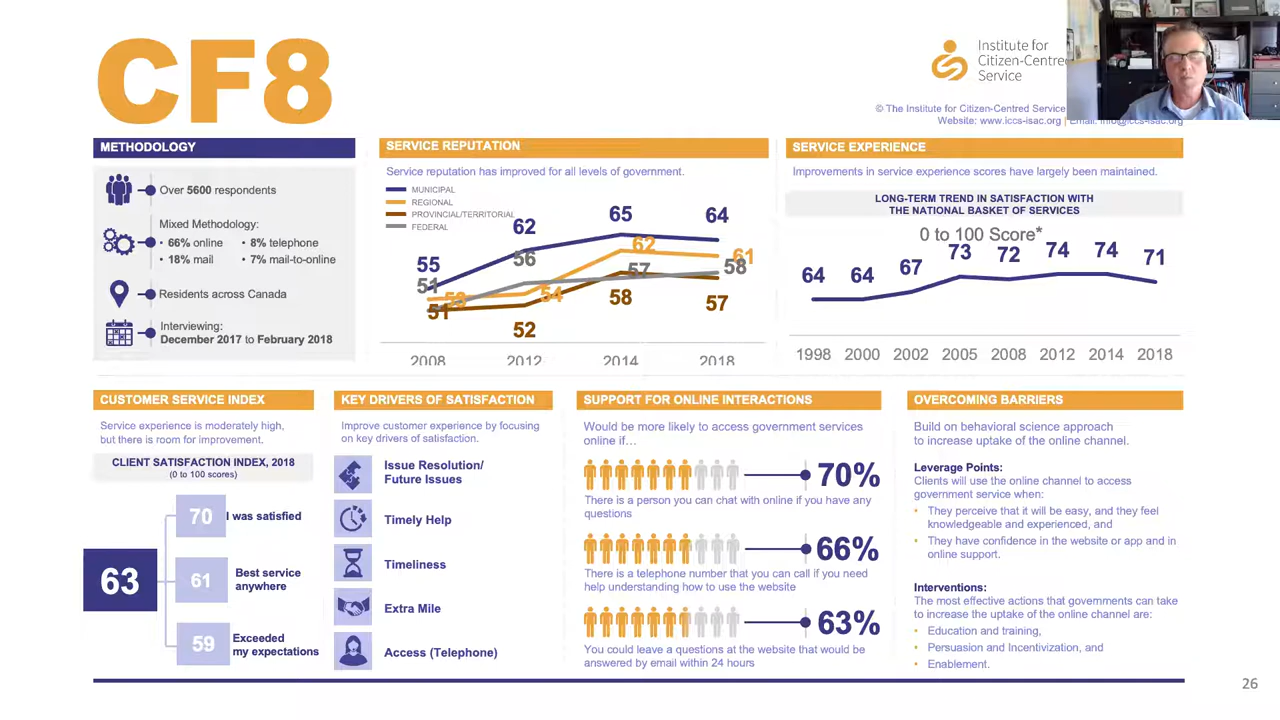 CF8
Institute for
Citizen-Centred
Service
© The Institute for Citizen-Centred Service
Website: www.iccs-isac.org | Email: info@iccs-isac.org
METHODOLOGY
Over 5600 respondents
Mixed Methodology:
• 66% online • 8% telephone
• 18% mail • 7% mail-to-online
Residents across Canada
Interviewing:
December 2017 to February 2018
SERVICE REPUTATION
Service reputation has improved for all levels of government.
MUNICIPAL
REGIONAL
PROVINCIAL/TERRITORIAL
FEDERAL
55 62 65 64
51 56 57 58
53 54 62 61
51 52 58 57
2008 2012 2014 2018
SERVICE EXPERIENCE
Improvements in service experience scores have largely been maintained.
LONG-TERM TREND IN SATISFACTION WITH
THE NATIONAL BASKET OF SERVICES
0 to 100 Score*
64 64 67 73 72 74 74 71
1998 2000 2002 2005 2008 2012 2014 2018
CUSTOMER SERVICE INDEX
Service experience is moderately high,
but there is room for improvement.
CLIENT SATISFACTION INDEX, 2018
(0 to 100 scores)
63
70 I was satisfied
61 Best service
anywhere
59 Exceeded
my expectations
KEY DRIVERS OF SATISFACTION
Improve customer experience by focusing
on key drivers of satisfaction.
Issue Resolution/
Future Issues
Timely Help
Timeliness
Extra Mile
Access (Telephone)
SUPPORT FOR ONLINE INTERACTIONS
Would be more likely to access government services
online if…
70%
There is a person you can chat with online if you have any
questions
66%
There is a telephone number that you can call if you need
help understanding how to use the website
63%
You could leave a questions at the website that would be
answered by email within 24 hours
OVERCOMING BARRIERS
Build on behavioral science approach
to increase uptake of the online channel.
Leverage Points:
Clients will use the online channel to access
government service when:
• They perceive that it will be easy, and they feel
knowledgeable and experienced, and
• They have confidence in the website or app and in
online support.
Interventions:
The most effective actions that governments can take
to increase the uptake of the online channel are:
• Education and training,
• Persuasion and Incentivization, and
• Enablement.
26